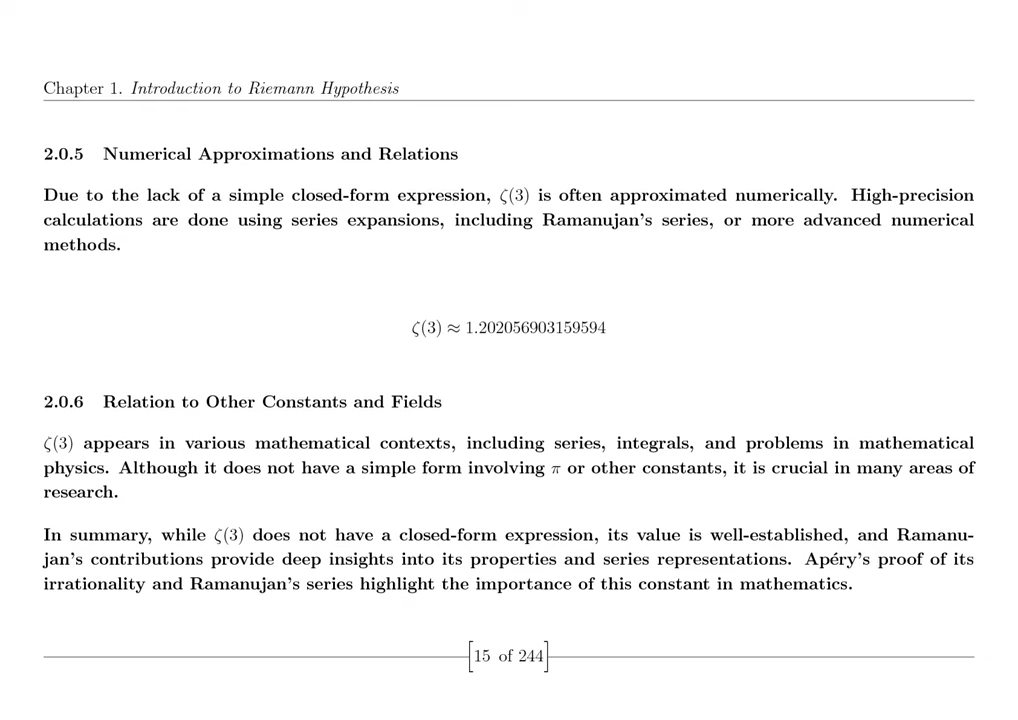 Chapter 1. Introduction to Riemann Hypothesis
2.0.5 Numerical Approximations and Relations
Due to the lack of a simple closed-form expression, ζ(3) is often approximated numerically. High-precision
calculations are done using series expansions, including Ramanujan's series, or more advanced numerical
methods.
ζ(3) ≈ 1.202056903159594
2.0.6 Relation to Other Constants and Fields
ζ(3) appears in various mathematical contexts, including series, integrals, and problems in mathematical
physics. Although it does not have a simple form involving π or other constants, it is crucial in many areas of
research.
In summary, while ζ(3) does not have a closed-form expression, its value is well-established, and Ramanu-
jan's contributions provide deep insights into its properties and series representations. Apéry's proof of its
irrationality and Ramanujan's series highlight the importance of this constant in mathematics.
[15 of 244]